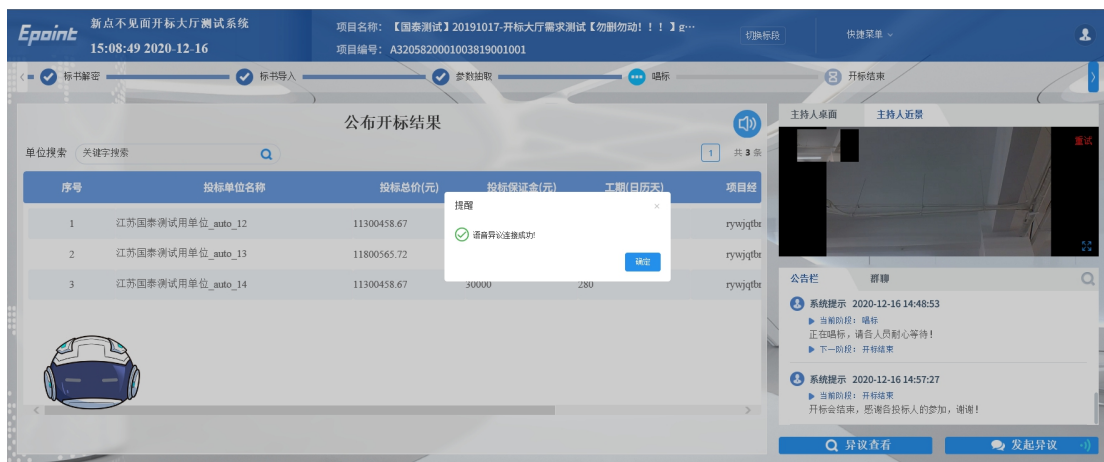 Epoint
新点不见面开标大厅测试系统
15:08:49 2020-12-16
项目名称: 【国泰测试】20191017-开标大厅需求测试【勿删勿动！！！】g…
项目编号: A3205820001003819001001
切换标段
快捷菜单
标书解密
标书导入
参数抽取
唱标
8
开标结束
公布开标结果
单位搜索
关键字搜索
1
共 3 条
序号 投标单位名称 投标总价(元) 投标保证金(元) 工期(日历天) 项目经
1 江苏国泰测试用单位_auto_12 11300458.67 rywjqtb
2 江苏国泰测试用单位_auto_13 11800565.72 rywjqtb
3 江苏国泰测试用单位_auto_14 11300458.67 30000 280 rywjqtb
提醒
×
语音异议连接成功!
确定
主持人桌面
主持人近景
重试
公告栏
群聊
系统提示 2020-12-16 14:48:53
当前阶段: 唱标
正在唱标，请各人员耐心等待！
下一阶段: 开标结束
系统提示 2020-12-16 14:57:27
当前阶段: 开标结束
开标会结束，感谢各投标人的参加，谢谢！
异议查看
发起异议